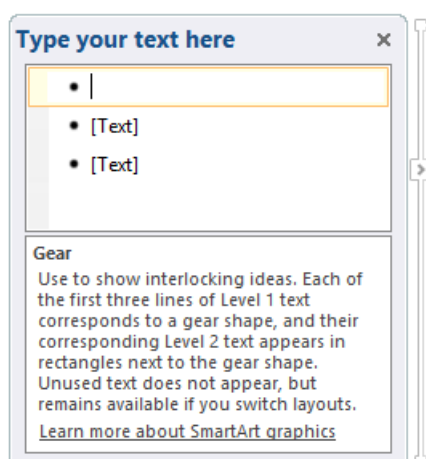 Type your text here
[Text]
[Text]
Gear
Use to show interlocking ideas. Each of
the first three lines of Level 1 text
corresponds to a gear shape, and their
corresponding Level 2 text appears in
rectangles next to the gear shape.
Unused text does not appear, but
remains available if you switch layouts.
Learn more about SmartArt graphics